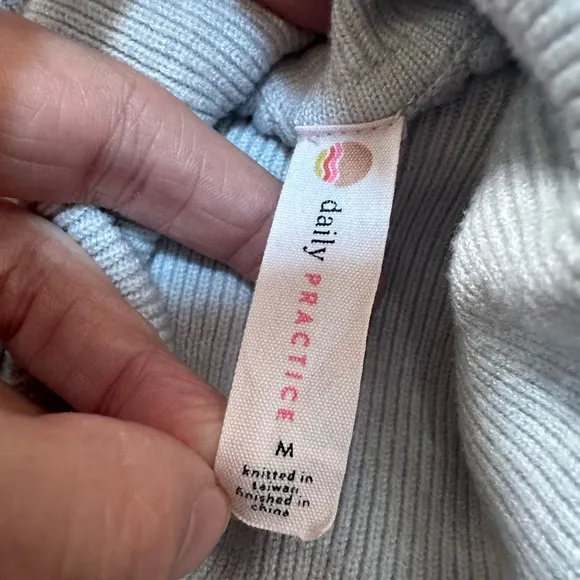 daily PRACTICE
M
knitted in
taiwan
finished in
china